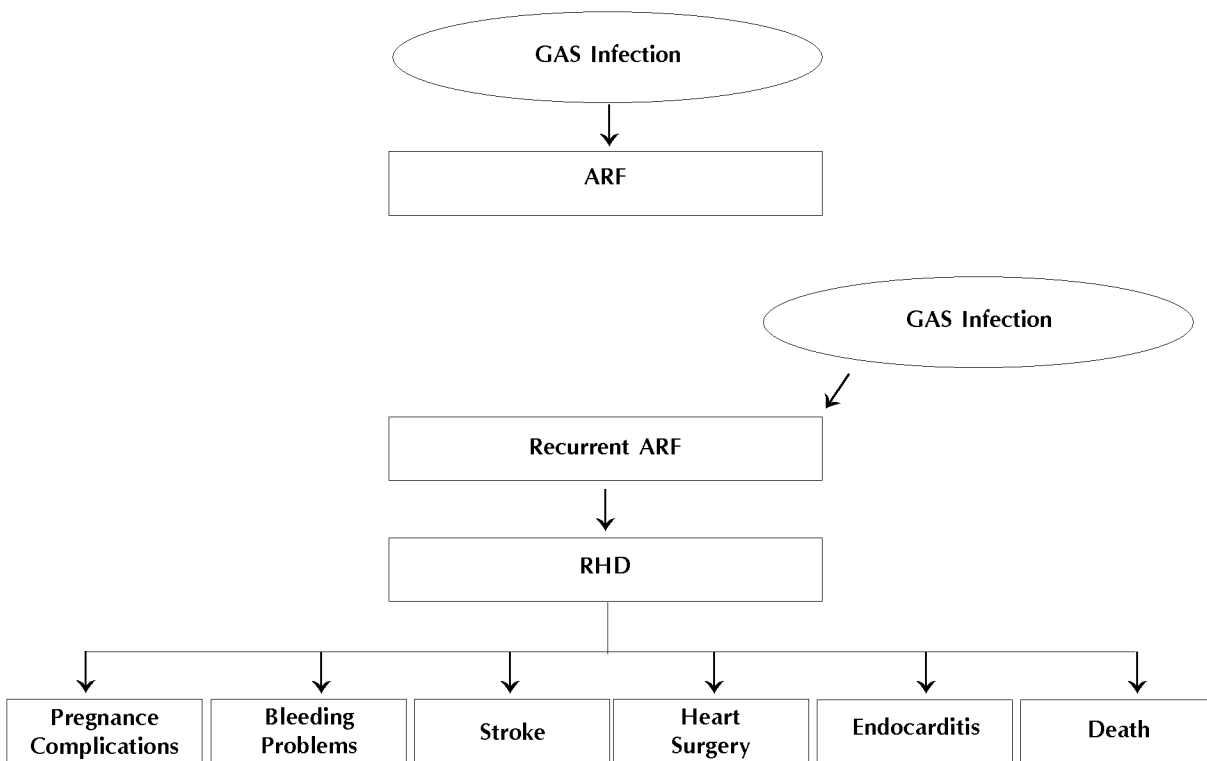 GAS Infection
ARF
GAS Infection
Recurrent ARF
RHD
Pregnance
Complications
Bleeding
Problems
Stroke
Heart
Surgery
Endocarditis
Death